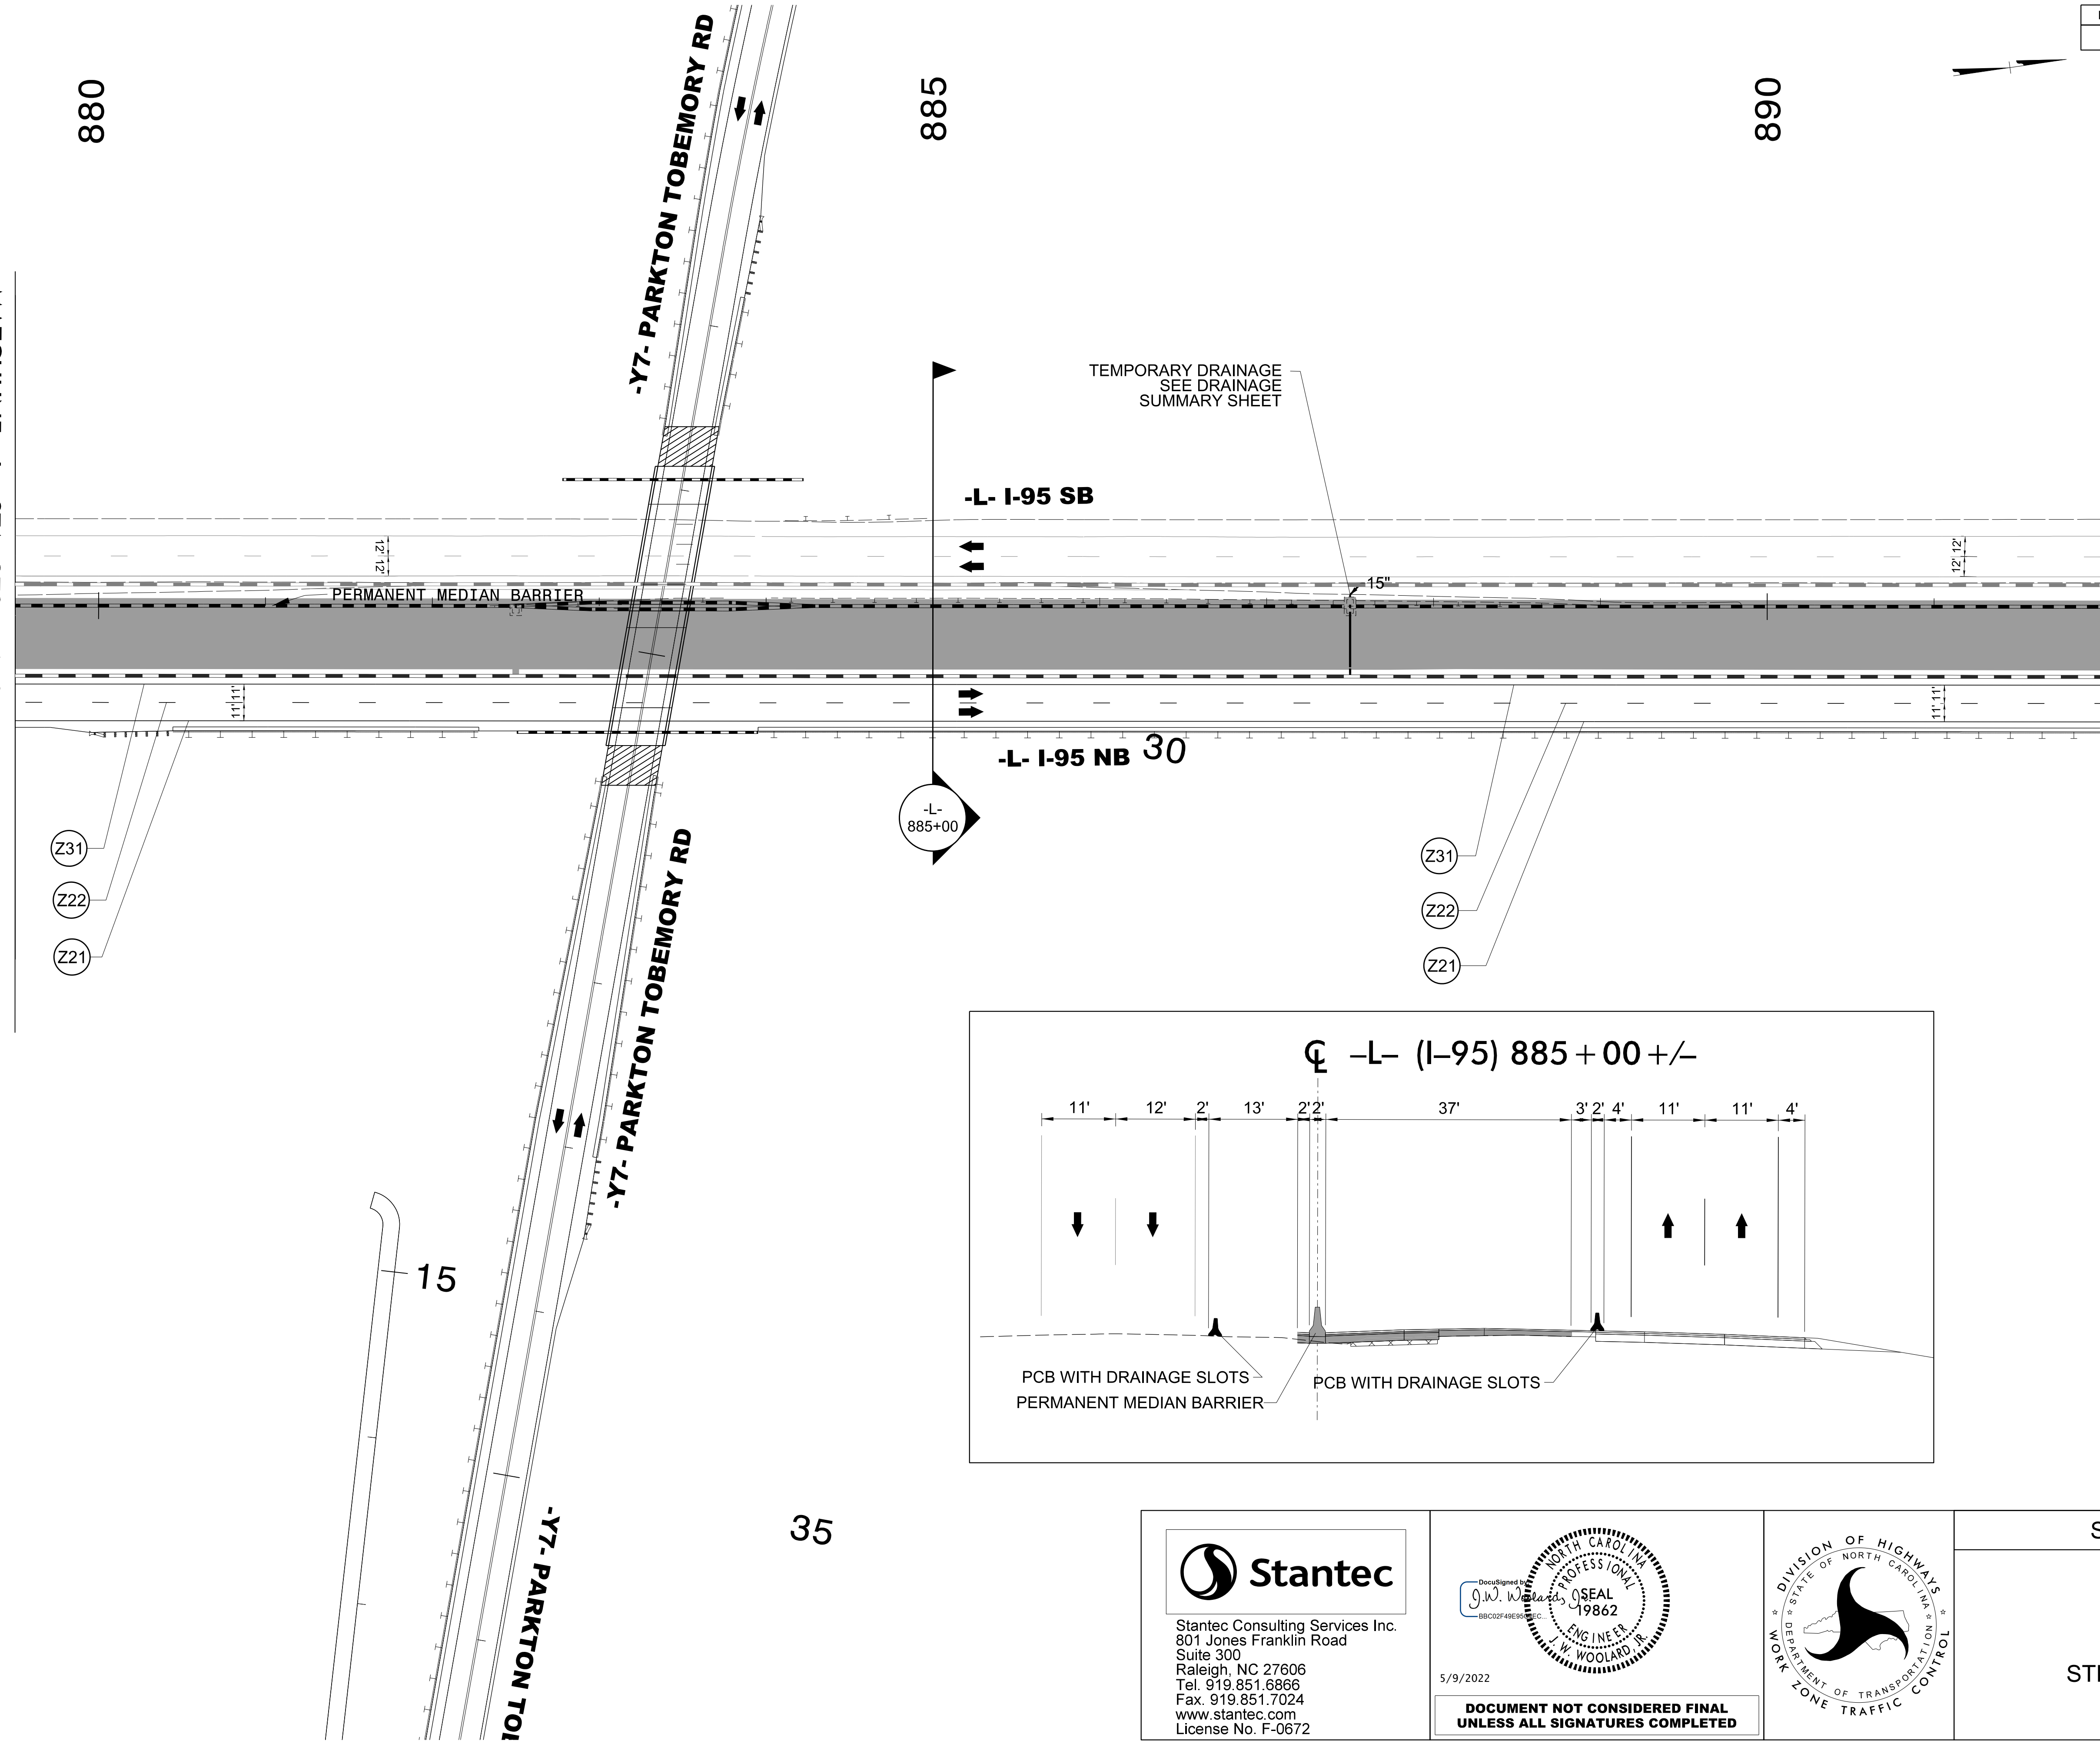 880
885
890
-Y7- PARKTON TOBEMORY RD
TEMPORARY DRAINAGE
SEE DRAINAGE
SUMMARY SHEET
-L- I-95 SB
12' 12'
12' 12'
15"
PERMANENT MEDIAN BARRIER
11' 11'
11' 11'
-L- I-95 NB
30
-L-
885+00
Z31
Z22
Z21
Z31
Z22
Z21
-Y7- PARKTON TOBEMORY RD
℄ -L- (I-95) 885+00 +/-
11' 12' 2' 13' 2' 2' 37' 3' 2' 4' 11' 11' 4'
PCB WITH DRAINAGE SLOTS
PERMANENT MEDIAN BARRIER
PCB WITH DRAINAGE SLOTS
15
35
-Y7- PARKTON TOB
Stantec
Stantec Consulting Services Inc.
801 Jones Franklin Road
Suite 300
Raleigh, NC 27606
Tel. 919.851.6866
Fax. 919.851.7024
www.stantec.com
License No. F-0672
DocuSigned by
J.W. Woolard, Jr.
NORTH CAROLINA
PROFESSIONAL
SEAL
19862
ENGINEER
J. W. WOOLARD, JR.
5/9/2022
DOCUMENT NOT CONSIDERED FINAL
UNLESS ALL SIGNATURES COMPLETED
DIVISION OF HIGHWAYS
STATE OF NORTH CAROLINA
DEPARTMENT OF TRANSPORTATION
WORK ZONE TRAFFIC CONTROL